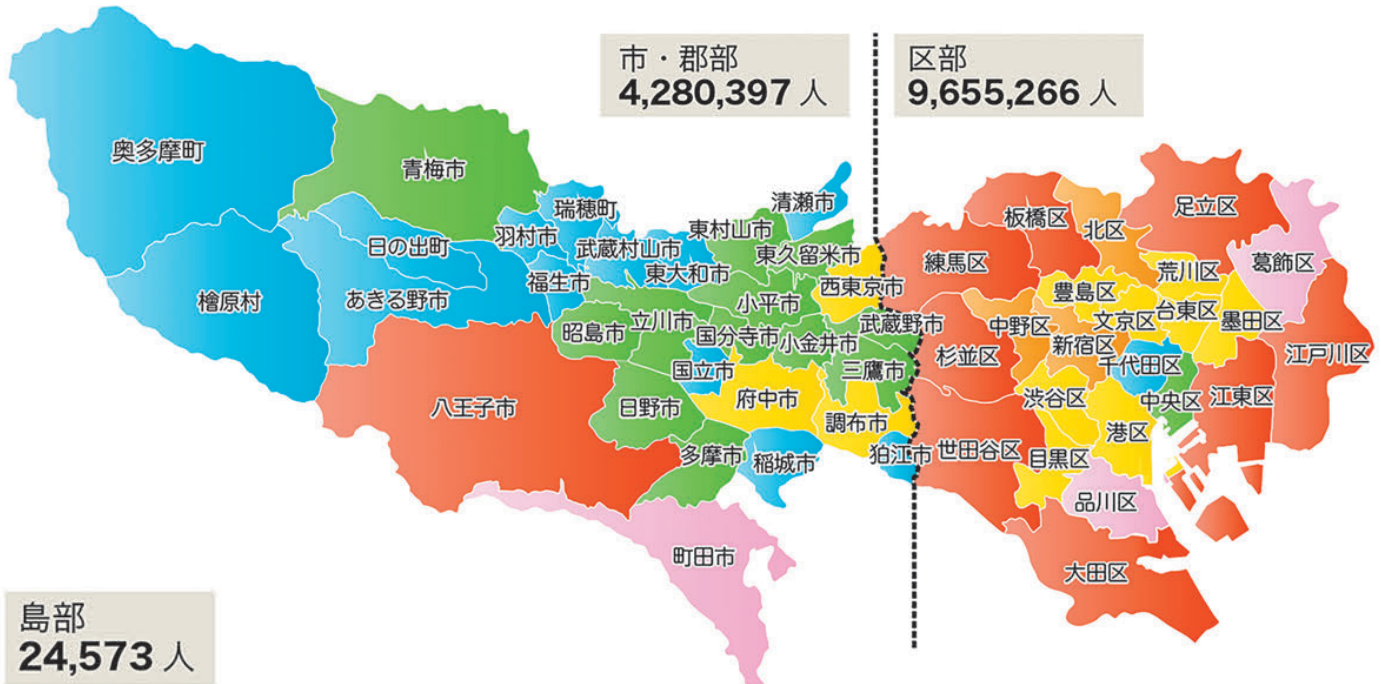 市・郡部
4,280,397 人
区部
9,655,266 人
奥多摩町
青梅市
瑞穂町
清瀬市
羽村市
武蔵村山市
東村山市
東久留米市
日の出町
東大和市
西東京市
檜原村
あきる野市
福生市
小平市
昭島市
立川市
国分寺市
小金井市
武蔵野市
国立市
三鷹市
八王子市
日野市
府中市
調布市
多摩市
稲城市
狛江市
町田市
板橋区
北区
足立区
練馬区
荒川区
葛飾区
豊島区
文京区
台東区
墨田区
中野区
新宿区
杉並区
千代田区
江戸川区
渋谷区
中央区
江東区
港区
世田谷区
目黒区
品川区
大田区
島部
24,573 人